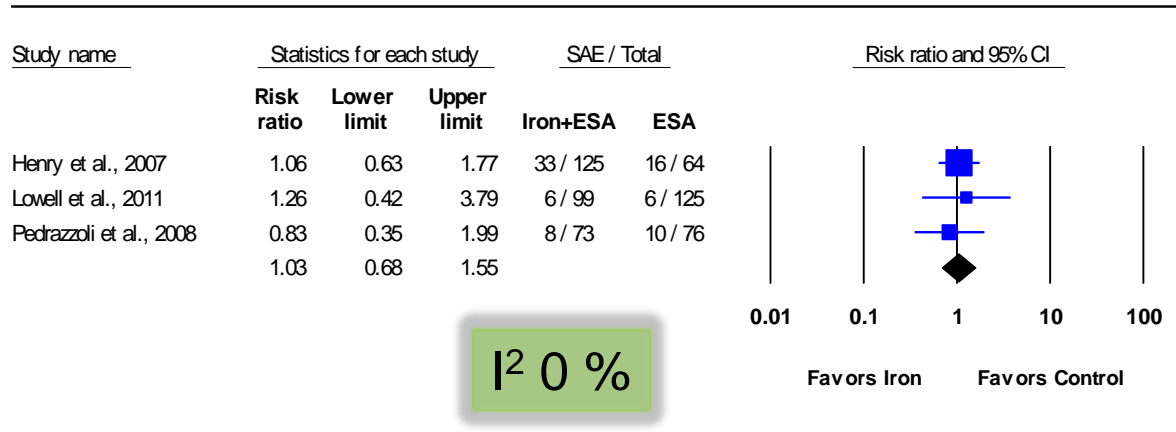 Study name Statistics for each study SAE / Total Risk ratio and 95% CI
Risk ratio Lower limit Upper limit Iron+ESA ESA
Henry et al., 2007 1.06 0.63 1.77 33 / 125 16 / 64
Lowell et al., 2011 1.26 0.42 3.79 6 / 99 6 / 125
Pedrazzoli et al., 2008 0.83 0.35 1.99 8 / 73 10 / 76
1.03 0.68 1.55
0.01 0.1 1 10 100
I² 0 %
Favors Iron Favors Control